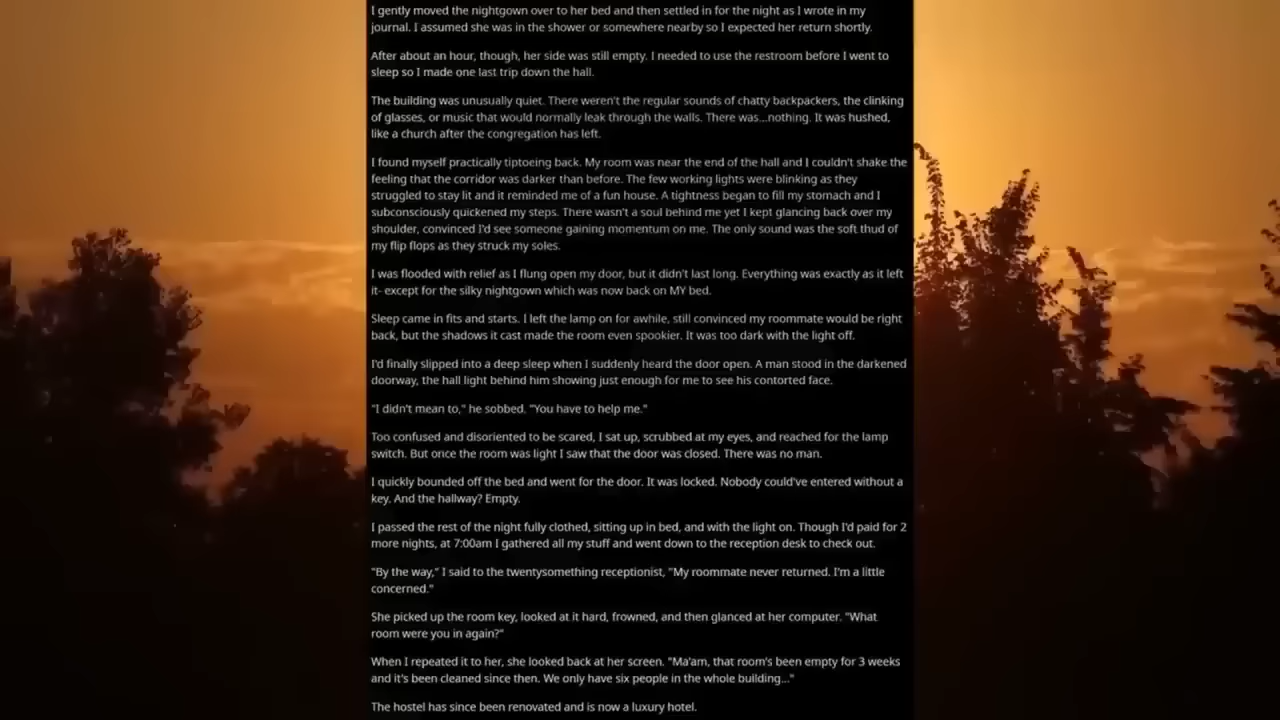 I gently moved the nightgown over to her bed and then settled in for the night as I wrote in my
journal. I assumed she was in the shower or somewhere nearby so I expected her return shortly.
After about an hour, though, her side was still empty. I needed to use the restroom before I went to
sleep so I made one last trip down the hall.
The building was unusually quiet. There weren't the regular sounds of chatty backpackers, the clinking
of glasses, or music that would normally leak through the walls. There was...nothing. It was hushed,
like a church after the congregation has left.
I found myself practically tiptoeing back. My room was near the end of the hall and I couldn't shake the
feeling that the corridor was darker than before. The few working lights were blinking as they
struggled to stay lit and it reminded me of a fun house. A tightness began to fill my stomach and I
subconsciously quickened my steps. There wasn't a soul behind me yet I kept glancing back over my
shoulder, convinced I'd see someone gaining momentum on me. The only sound was the soft thud of
my flip flops as they struck my soles.
I was flooded with relief as I flung open my door, but it didn't last long. Everything was exactly as it left
it- except for the silky nightgown which was now back on MY bed.
Sleep came in fits and starts. I left the lamp on for awhile, still convinced my roommate would be right
back, but the shadows it cast made the room even spookier. It was too dark with the light off.
I'd finally slipped into a deep sleep when I suddenly heard the door open. A man stood in the darkened
doorway, the hall light behind him showing just enough for me to see his contorted face.
"I didn't mean to," he sobbed. "You have to help me."
Too confused and disoriented to be scared, I sat up, scrubbed at my eyes, and reached for the lamp
switch. But once the room was light I saw that the door was closed. There was no man.
I quickly bounded off the bed and went for the door. It was locked. Nobody could've entered without a
key. And the hallway? Empty.
I passed the rest of the night fully clothed, sitting up in bed, and with the light on. Though I'd paid for 2
more nights, at 7:00am I gathered all my stuff and went down to the reception desk to check out.
"By the way," I said to the twentysomething receptionist, "My roommate never returned. I'm a little
concerned."
She picked up the room key, looked at it hard, frowned, and then glanced at her computer. "What
room were you in again?"
When I repeated it to her, she looked back at her screen. "Ma'am, that room's been empty for 3 weeks
and it's been cleaned since then. We only have six people in the whole building..."
The hostel has since been renovated and is now a luxury hotel.